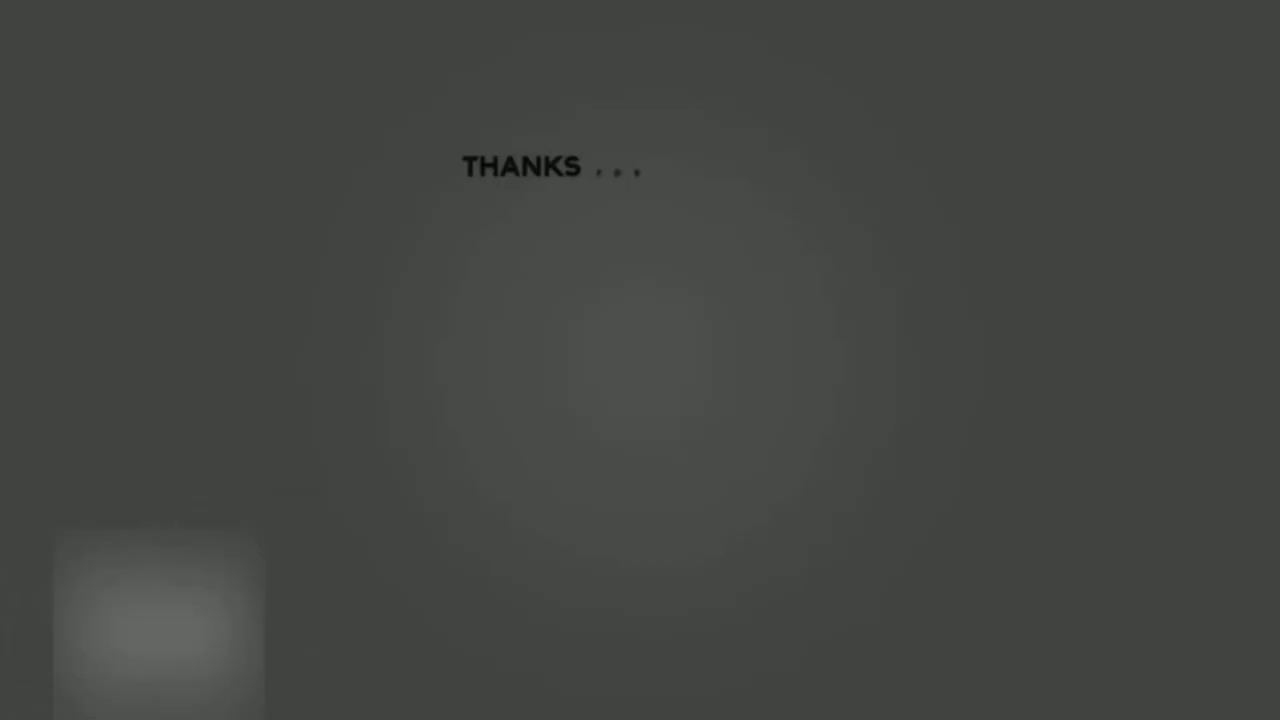 THANKS . . .